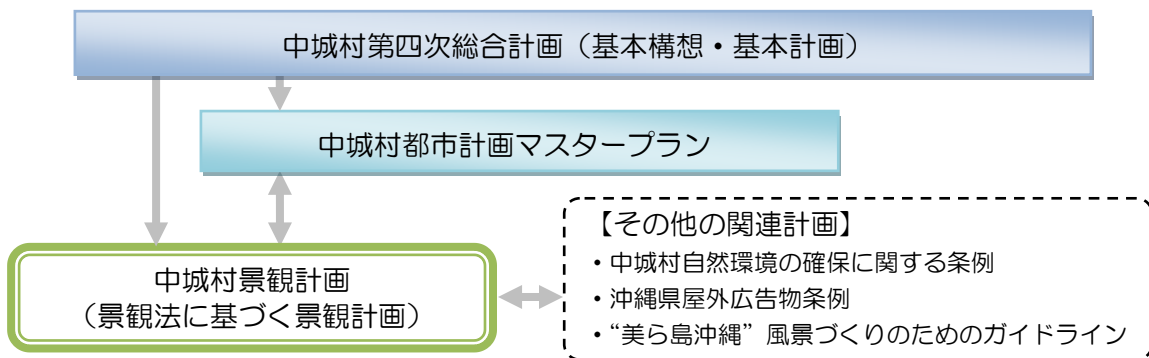 中城村第四次総合計画（基本構想・基本計画）
中城村都市計画マスタープラン
中城村景観計画
（景観法に基づく景観計画）
【その他の関連計画】
・中城村自然環境の確保に関する条例
・沖縄県屋外広告物条例
・“美ら島沖縄”風景づくりのためのガイドライン